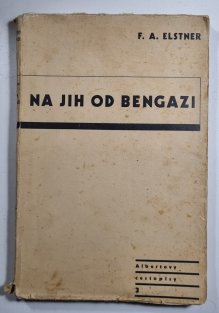 F. A. ELSTNER
NA JIH OD BENGAZI
Albertovy
cestopisy
3